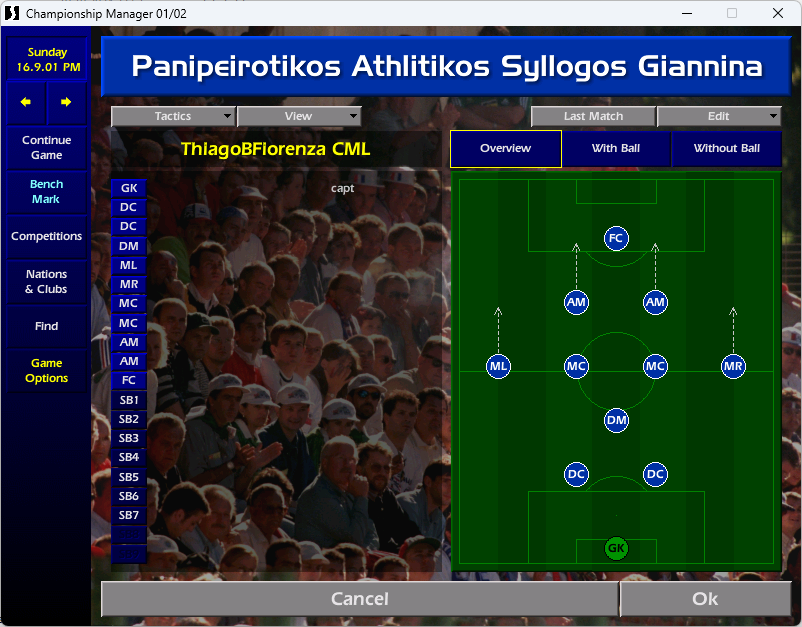 Championship Manager 01/02
Sunday
16.9.01 PM
Panipeirotikos Athlitikos Syllogos Giannina
Tactics
View
Last Match
Edit
Continue
Game
Bench
Mark
Competitions
Nations
& Clubs
Find
Game
Options
ThiagoBFiorenza CML
Overview
With Ball
Without Ball
GK capt
DC
DC
DM
ML
MR
MC
MC
AM
AM
FC
SB1
SB2
SB3
SB4
SB5
SB6
SB7
FC
AM AM
ML MC MC MR
DM
DC DC
GK
Cancel
Ok